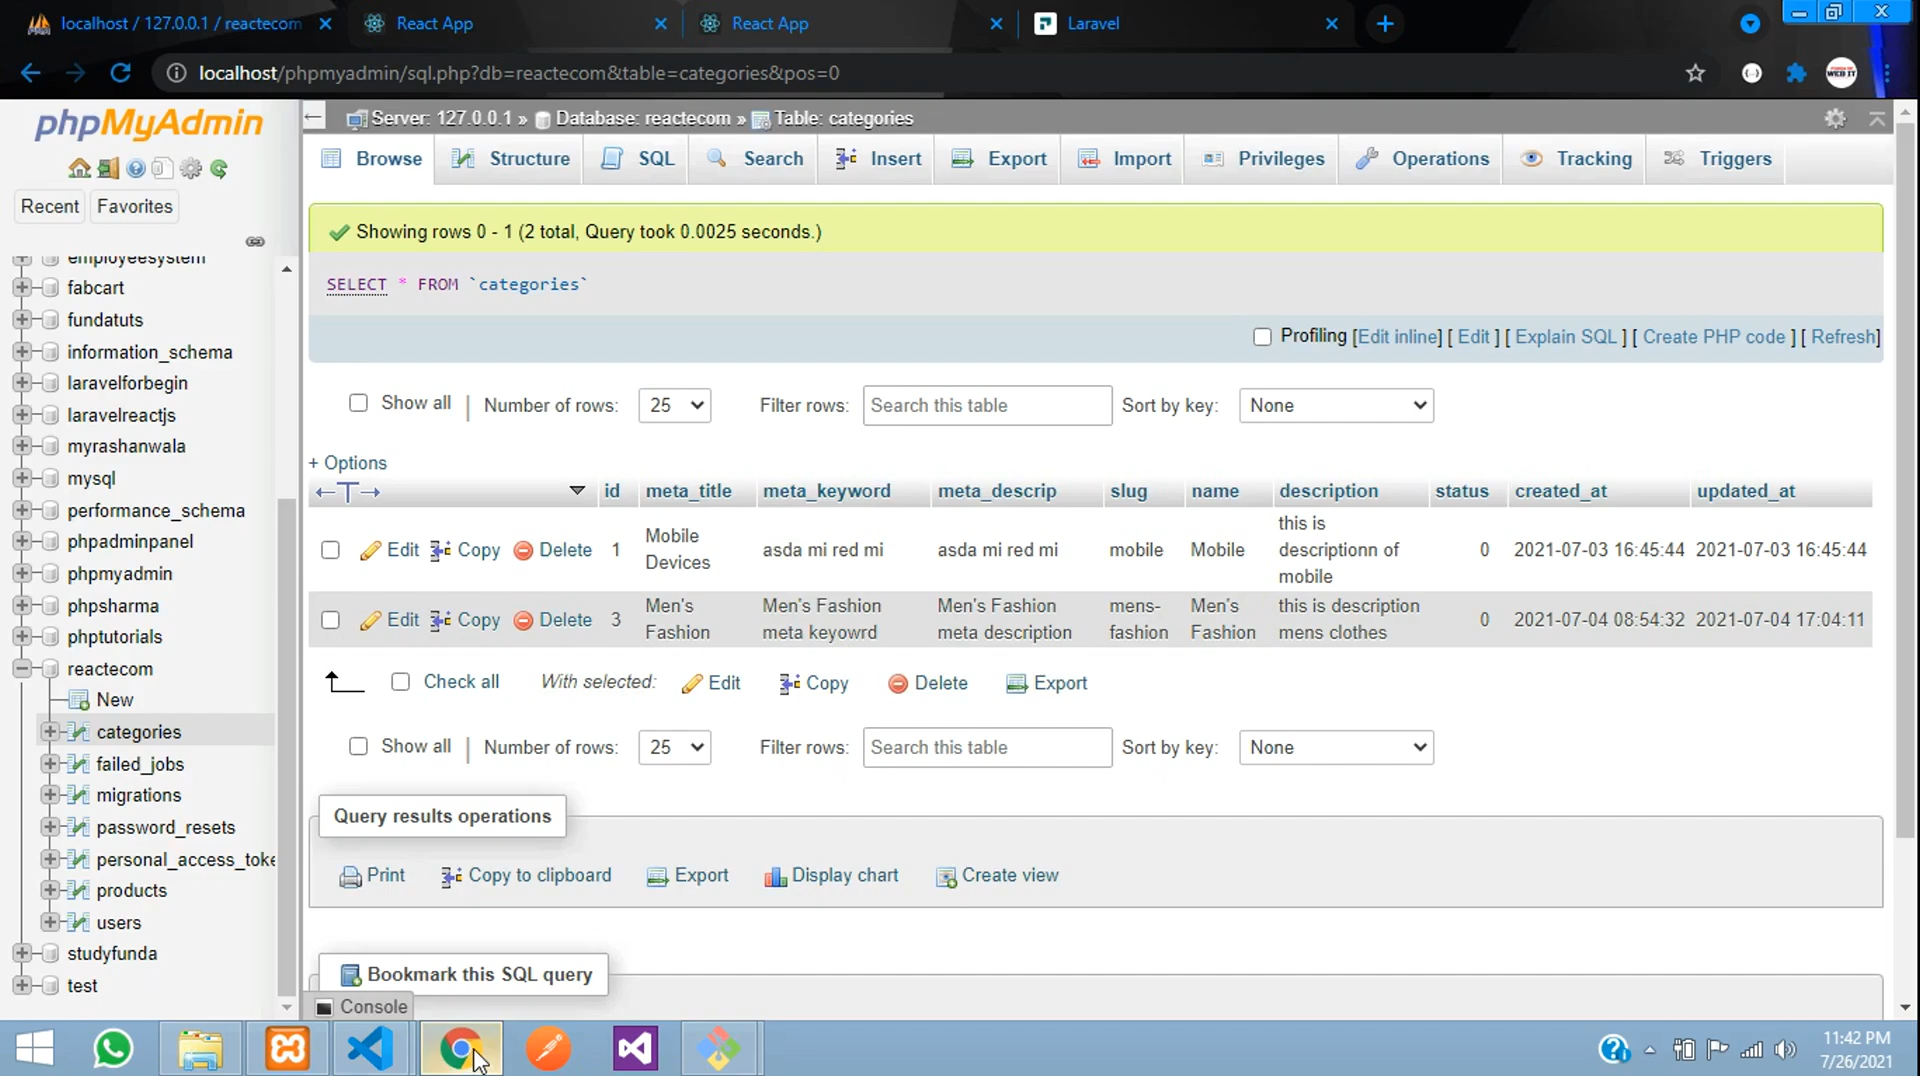 localhost / 127.0.0.1 / reactecom
React App
React App
Laravel
localhost/phpmyadmin/sql.php?db=reactecom&table=categories&pos=0
phpMyAdmin
Recent
Favorites
employeesystem
fabcart
fundatuts
information_schema
laravelforbegin
laravelreactjs
myrashanwala
mysql
performance_schema
phpadminpanel
phpmyadmin
phpsharma
phptutorials
reactecom
New
categories
failed_jobs
migrations
password_resets
personal_access_toke
products
users
studyfunda
test
Server: 127.0.0.1 » Database: reactecom » Table: categories
Browse Structure SQL Search Insert Export Import Privileges Operations Tracking Triggers
Showing rows 0 - 1 (2 total, Query took 0.0025 seconds.)
SELECT * FROM `categories`
Profiling [Edit inline] [ Edit ] [ Explain SQL ] [ Create PHP code ] [ Refresh]
Show all | Number of rows: 25 Filter rows: Search this table Sort by key: None
+ Options
←T→ id meta_title meta_keyword meta_descrip slug name description status created_at updated_at
Edit Copy Delete 1 Mobile Devices asda mi red mi asda mi red mi mobile Mobile this is descriptionn of mobile 0 2021-07-03 16:45:44 2021-07-03 16:45:44
Edit Copy Delete 3 Men's Fashion Men's Fashion meta keyowrd Men's Fashion meta description mens-fashion Men's Fashion this is description mens clothes 0 2021-07-04 08:54:32 2021-07-04 17:04:11
Check all With selected: Edit Copy Delete Export
Show all | Number of rows: 25 Filter rows: Search this table Sort by key: None
Query results operations
Print Copy to clipboard Export Display chart Create view
Bookmark this SQL query
Console
11:42 PM
7/26/2021